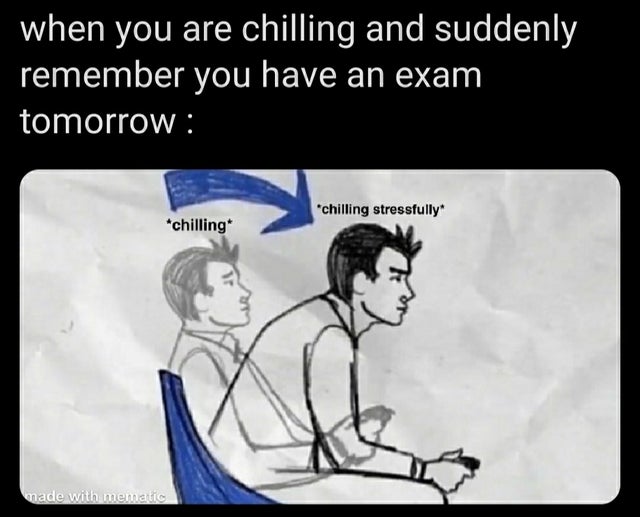 when you are chilling and suddenly
remember you have an exam
tomorrow :
*chilling stressfully*
*chilling*
made with mematic